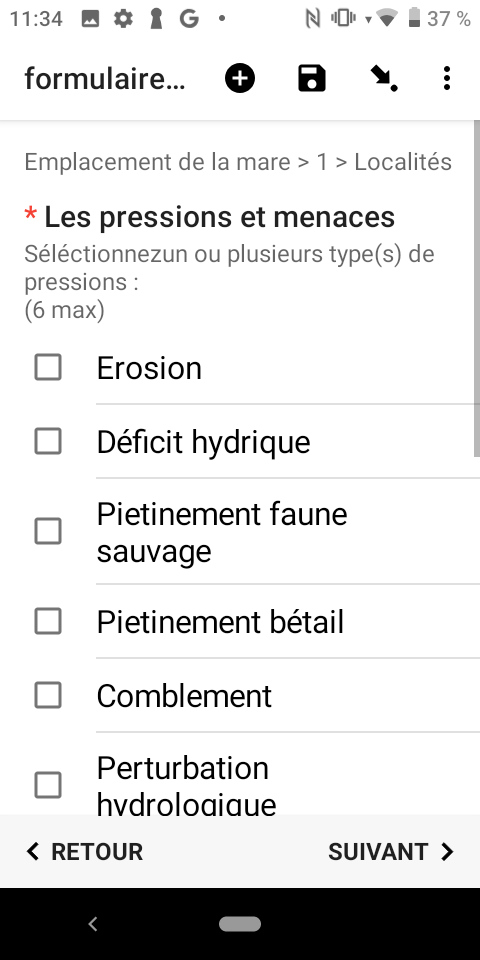 11:34
37 %
formulaire...
Emplacement de la mare > 1 > Localités
* Les pressions et menaces
Séléctionnezun ou plusieurs type(s) de
pressions :
(6 max)
Erosion
Déficit hydrique
Pietinement faune
sauvage
Pietinement bétail
Comblement
Perturbation
hydrologique
RETOUR
SUIVANT